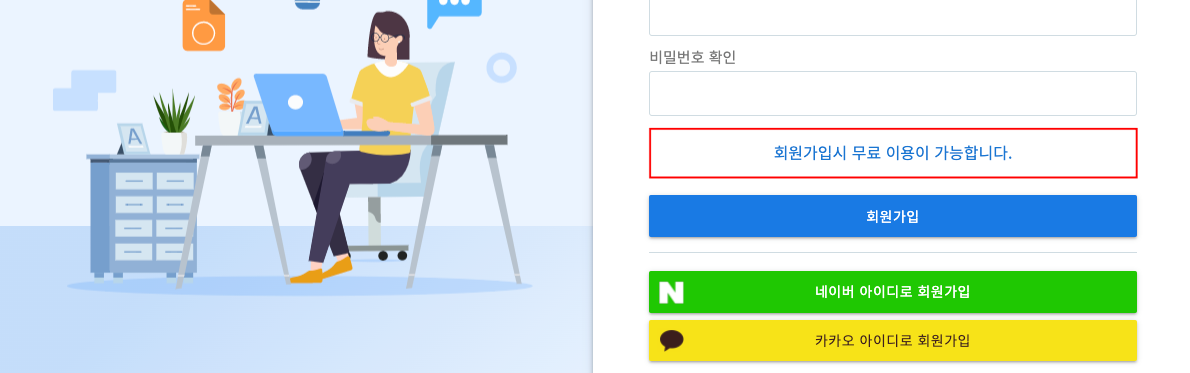 비밀번호 확인
회원가입시 무료 이용이 가능합니다.
회원가입
N
네이버 아이디로 회원가입
카카오 아이디로 회원가입
A
A